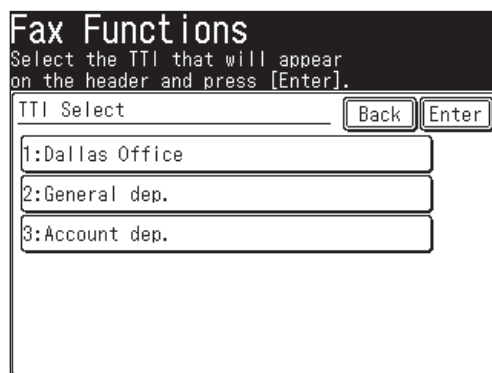 Fax Functions
Select the TTI that will appear
on the header and press [Enter].
TTI Select
Back
Enter
1:Dallas Office
2:General dep.
3:Account dep.